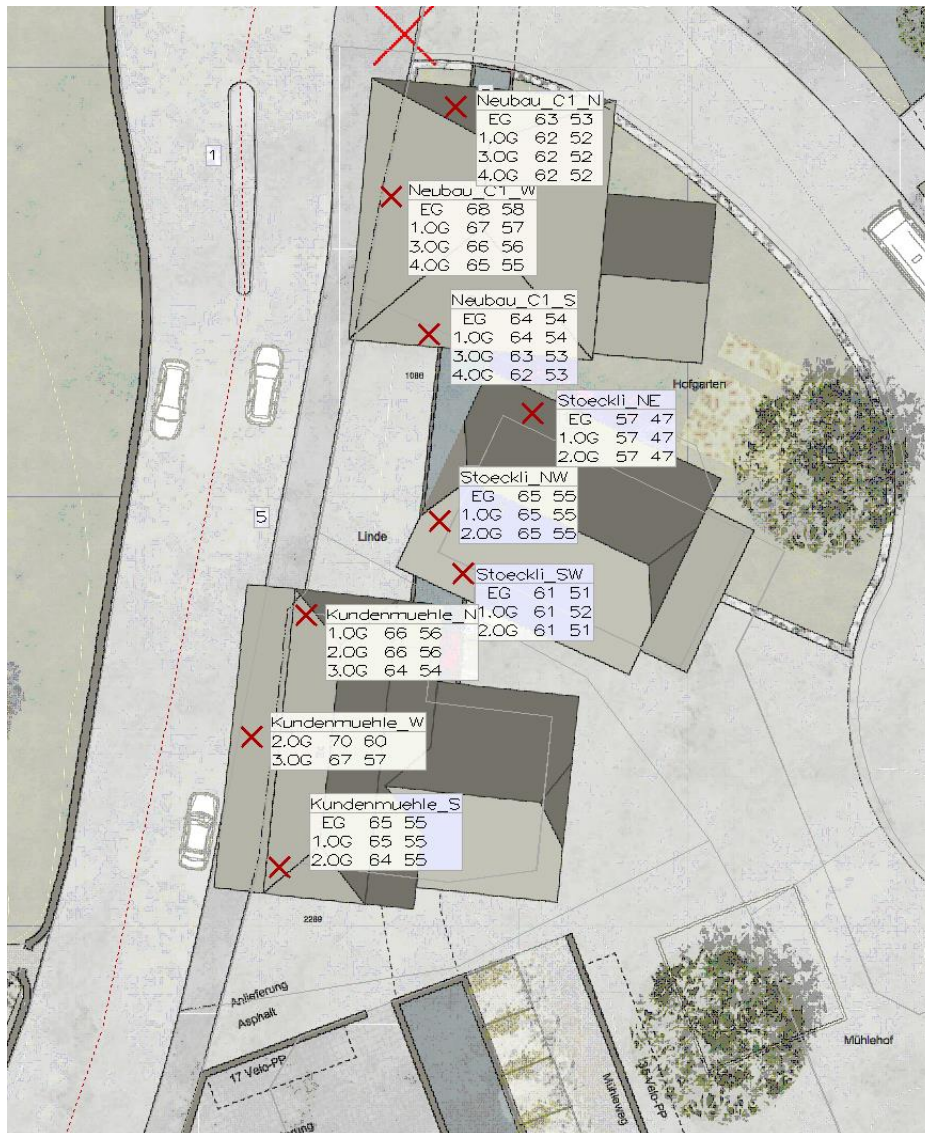 1
Neubau_C1_N
EG 63 53
1.OG 62 52
3.OG 62 52
4.OG 62 52
Neubau_C1_W
EG 68 58
1.OG 67 57
3.OG 66 56
4.OG 65 55
Neubau_C1_S
EG 64 54
1.OG 64 54
3.OG 63 53
4.OG 62 53
1086
Hofgarten
Stoeckli_NE
EG 57 47
1.OG 57 47
2.OG 57 47
Stoeckli_NW
EG 65 55
1.OG 65 55
2.OG 65 55
5
Linde
Stoeckli_SW
EG 61 51
1.OG 61 52
2.OG 61 51
Kundenmuehle_N
1.OG 66 56
2.OG 66 56
3.OG 64 54
Kundenmuehle_W
2.OG 70 60
3.OG 67 57
Kundenmuehle_S
EG 65 55
1.OG 65 55
2.OG 64 55
2269
Anlieferung
Asphalt
17 Velo-PP
Mühleweg
35 Velo-PP
Mühlehof